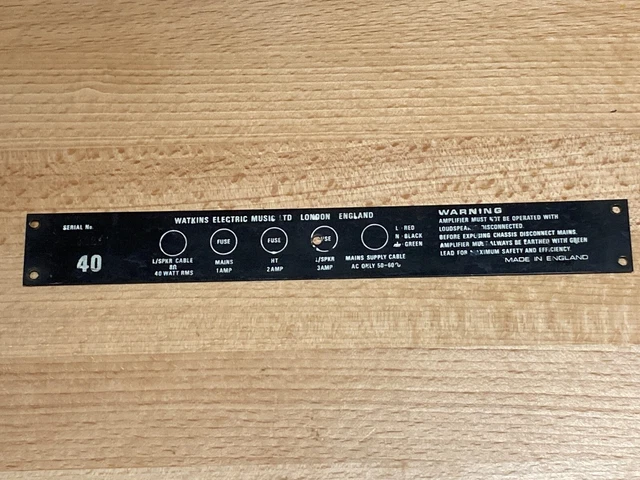 WATKINS ELECTRIC MUSIC LTD LONDON ENGLAND
SERIAL No.
40
L/SPKR CABLE
8Ω
40 WATT RMS
FUSE
MAINS
1AMP
FUSE
HT
2AMP
L/SPKR
3AMP
MAINS SUPPLY CABLE
AC ONLY 50-60∿
L - RED
N - BLACK
⏚ - GREEN
WARNING
AMPLIFIER MUST NOT BE OPERATED WITH
LOUDSPEAKER DISCONNECTED.
BEFORE EXPOSING CHASSIS DISCONNECT MAINS.
AMPLIFIER MUST ALWAYS BE EARTHED WITH GREEN
LEAD FOR MAXIMUM SAFETY AND EFFICIENCY.
MADE IN ENGLAND